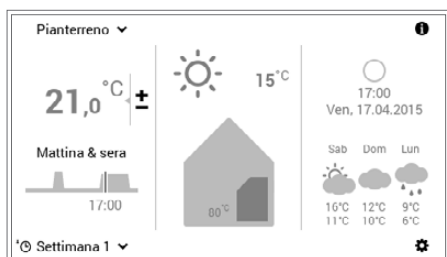 Pianterreno
21,0 °C ±
Mattina & sera
17:00
Settimana 1
15°C
80°C
17:00
Ven, 17.04.2015
Sab Dom Lun
16°C 12°C 9°C
11°C 10°C 6°C